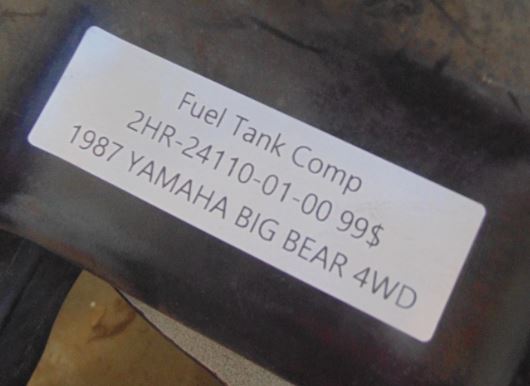 Fuel Tank Comp
2HR-24110-01-00 99$
1987 YAMAHA BIG BEAR 4WD